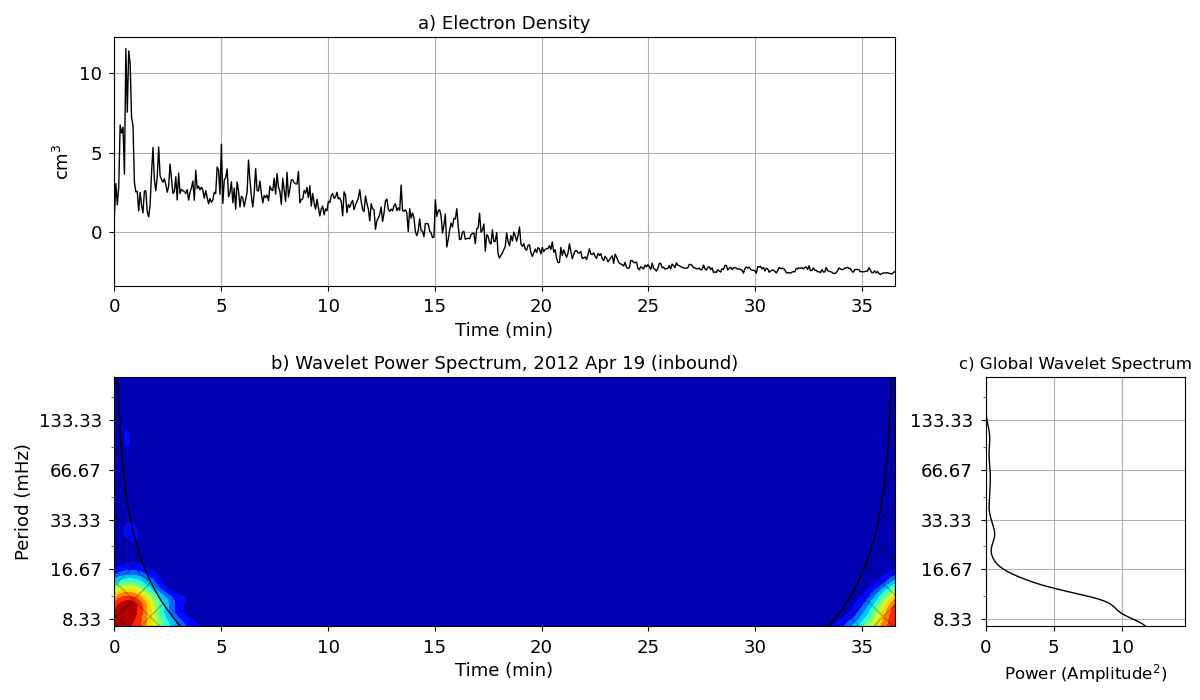 a) Electron Density
cm³
10
5
0
0 5 10 15 20 25 30 35
Time (min)
b) Wavelet Power Spectrum, 2012 Apr 19 (inbound)
Period (mHz)
133.33
66.67
33.33
16.67
8.33
0 5 10 15 20 25 30 35
Time (min)
c) Global Wavelet Spectrum
133.33
66.67
33.33
16.67
8.33
0 5 10
Power (Amplitude²)